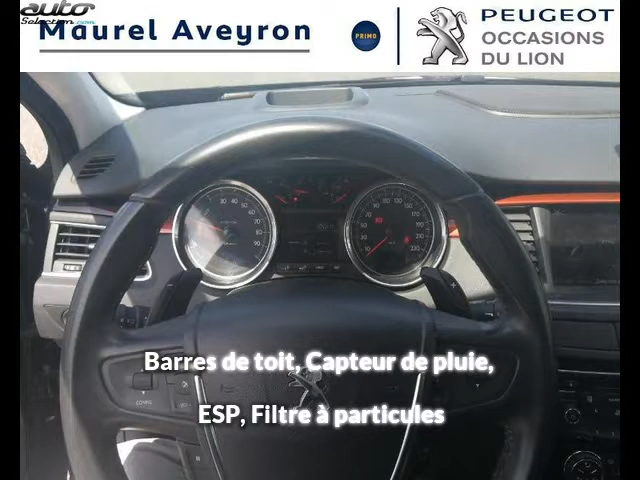 auto
Selection.com
Maurel Aveyron
PRIMO
PEUGEOT
OCCASIONS
DU LION
Barres de toit, Capteur de pluie,
ESP, Filtre à particules
CONFIG